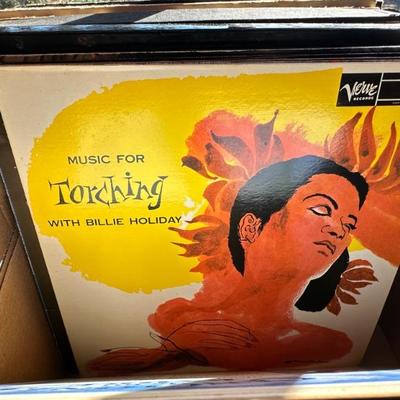 Verve
RECORDS
MUSIC FOR
Torching
WITH BILLIE HOLIDAY